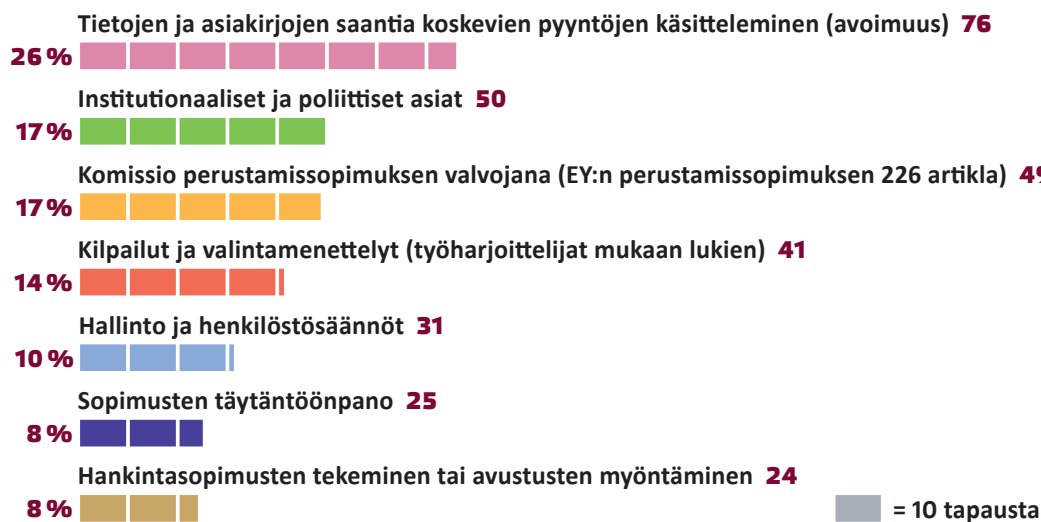 Tietojen ja asiakirjojen saantia koskevien pyyntöjen käsitteleminen (avoimuus) 76
26 %
Institutionaaliset ja poliittiset asiat 50
17 %
Komissio perustamissopimuksen valvojana (EY:n perustamissopimuksen 226 artikla) 49
17 %
Kilpailut ja valintamenettelyt (työharjoittelijat mukaan lukien) 41
14 %
Hallinto ja henkilöstösäännöt 31
10 %
Sopimusten täytäntöönpano 25
8 %
Hankintasopimusten tekeminen tai avustusten myöntäminen 24
8 %
= 10 tapausta